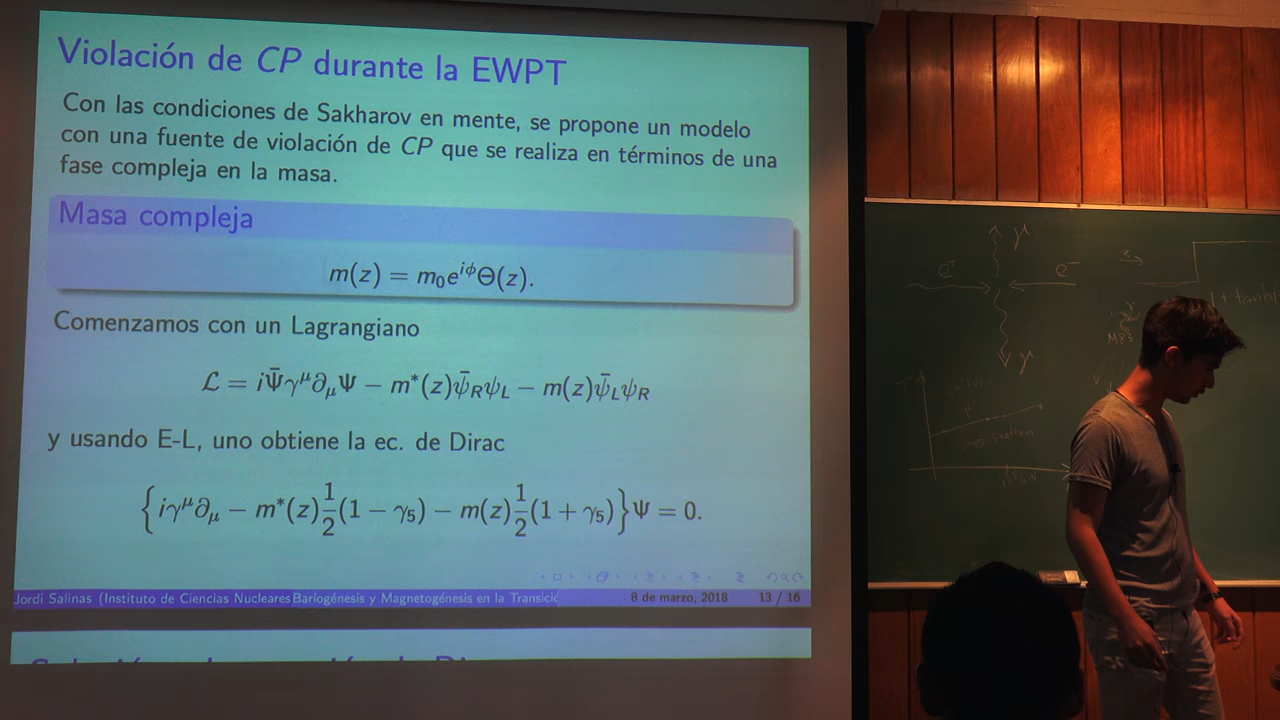 Violación de CP durante la EWPT
Con las condiciones de Sakharov en mente, se propone un modelo
con una fuente de violación de CP que se realiza en términos de una
fase compleja en la masa.
Masa compleja
m(z) = m₀e^{iϕ}Θ(z).
Comenzamos con un Lagrangiano
ℒ = iΨ̄γ^μ∂_μΨ − m*(z)ψ̄_Rψ_L − m(z)ψ̄_Lψ_R
y usando E-L, uno obtiene la ec. de Dirac
{iγ^μ∂_μ − m*(z)½(1 − γ₅) − m(z)½(1 + γ₅)}Ψ = 0.
Jordi Salinas (Instituto de Ciencias Nucleares Bariogénesis y Magnetogénesis en la Transició
8 de marzo, 2018
13 / 16
γ
e⁺
e⁻
γ